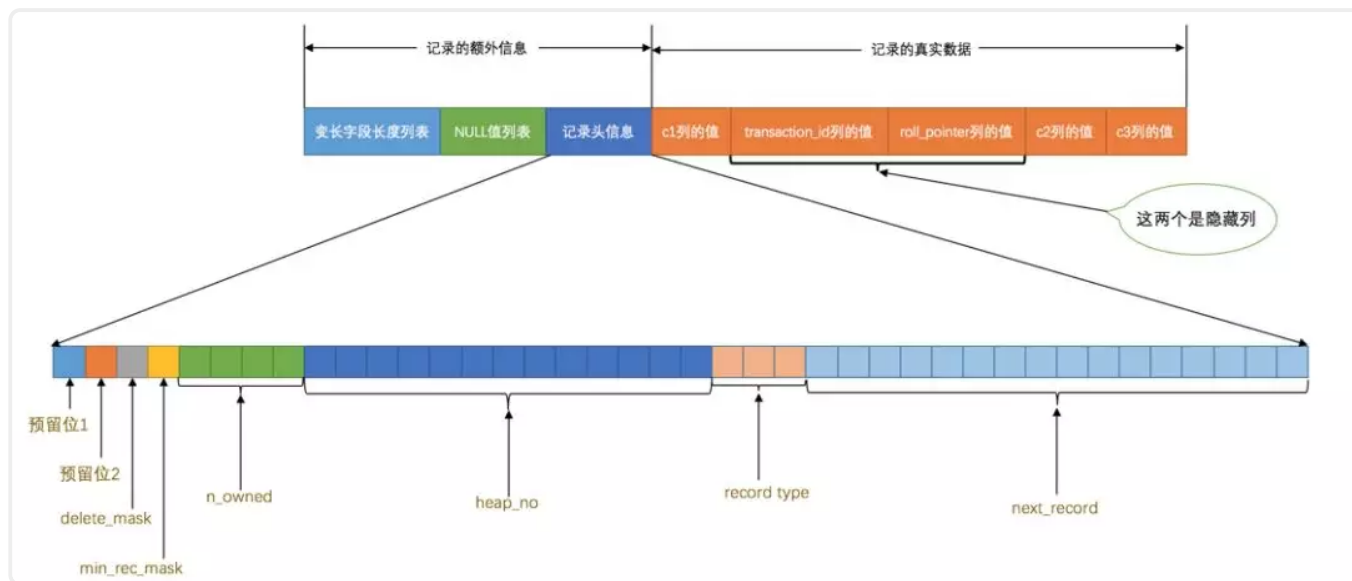 记录的额外信息
记录的真实数据
变长字段长度列表
NULL值列表
记录头信息
c1列的值
transaction_id列的值
roll_pointer列的值
c2列的值
c3列的值
这两个是隐藏列
预留位1
预留位2
delete_mask
min_rec_mask
n_owned
heap_no
record type
next_record